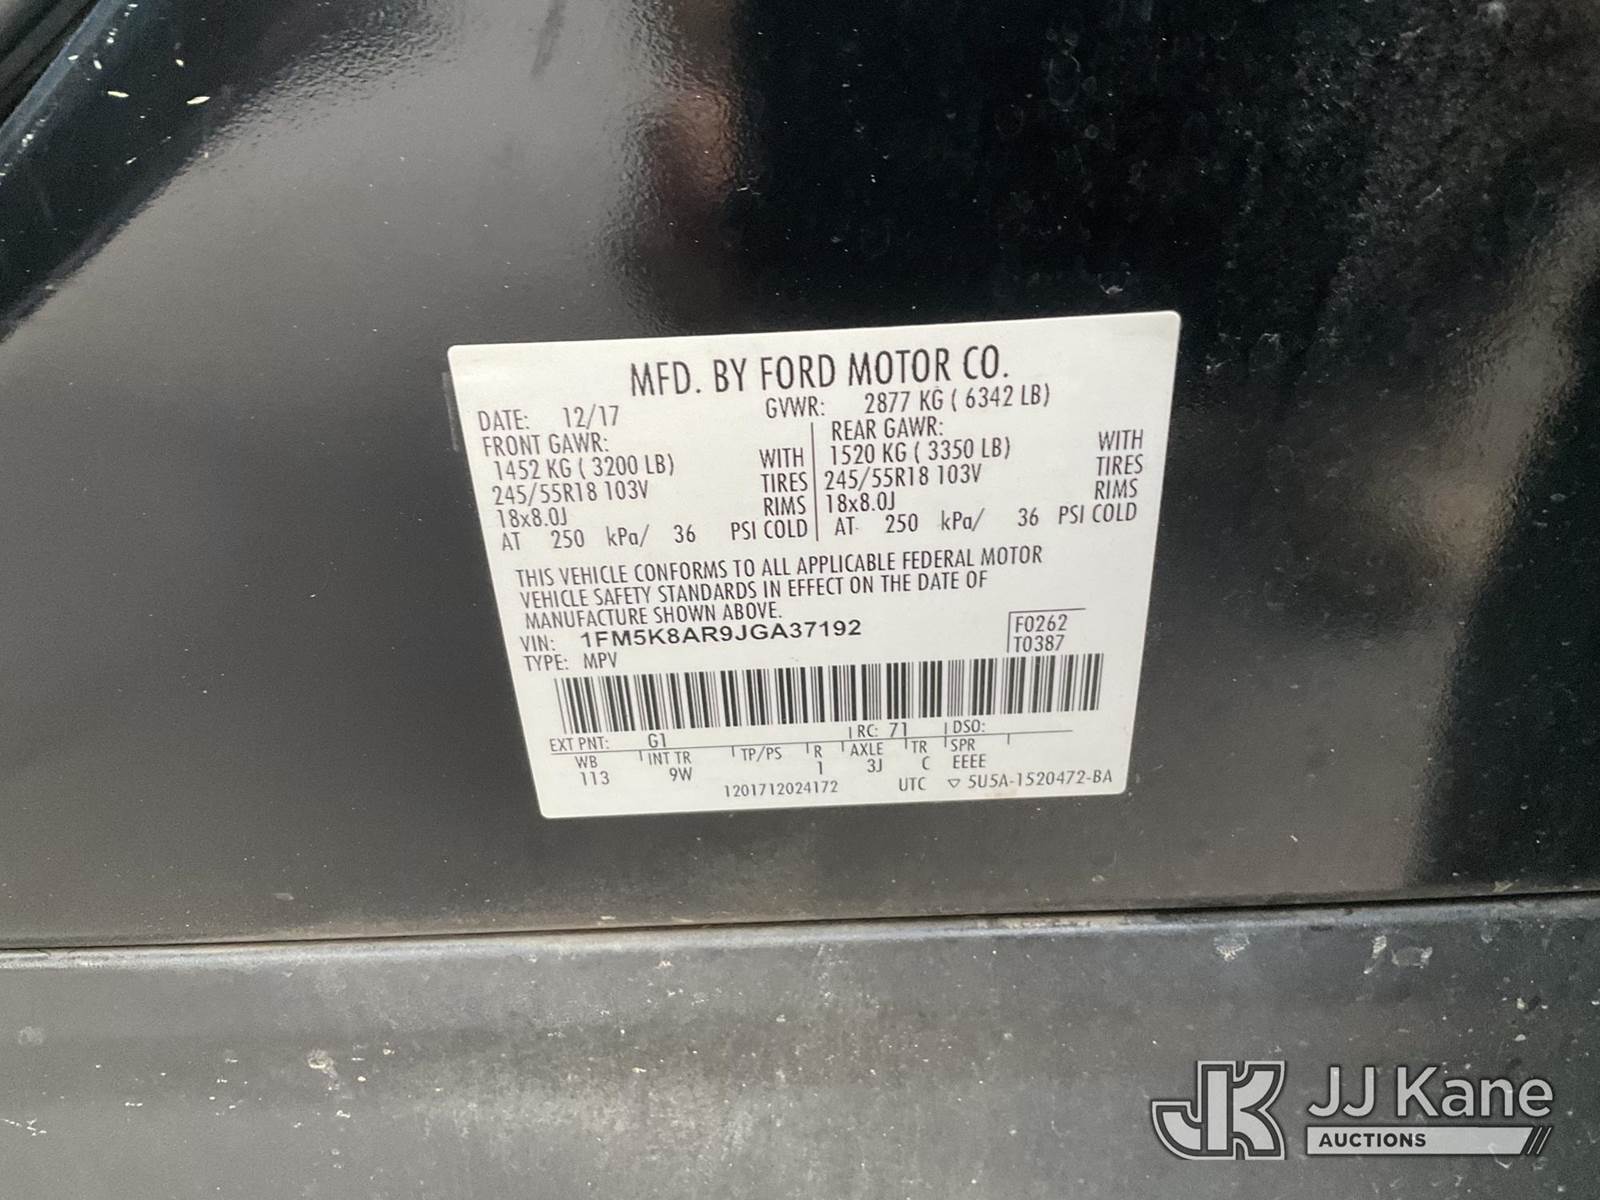 MFD. BY FORD MOTOR CO.
DATE: 12/17 GVWR: 2877 KG ( 6342 LB)
FRONT GAWR: REAR GAWR:
1452 KG ( 3200 LB) WITH 1520 KG ( 3350 LB) WITH
245/55R18 103V TIRES 245/55R18 103V TIRES
18x8.0J RIMS 18x8.0J RIMS
AT 250 kPa/ 36 PSI COLD AT 250 kPa/ 36 PSI COLD
THIS VEHICLE CONFORMS TO ALL APPLICABLE FEDERAL MOTOR
VEHICLE SAFETY STANDARDS IN EFFECT ON THE DATE OF
MANUFACTURE SHOWN ABOVE.
VIN: 1FM5K8AR9JGA37192 F0262
TYPE: MPV T0387
EXT PNT: G1 RC: 71 DSO:
WB INT TR TP/PS R AXLE TR SPR
113 9W 1 3J C EEEE
1201712024172 UTC ▽ 5U5A-1520472-BA
JK JJ Kane
AUCTIONS